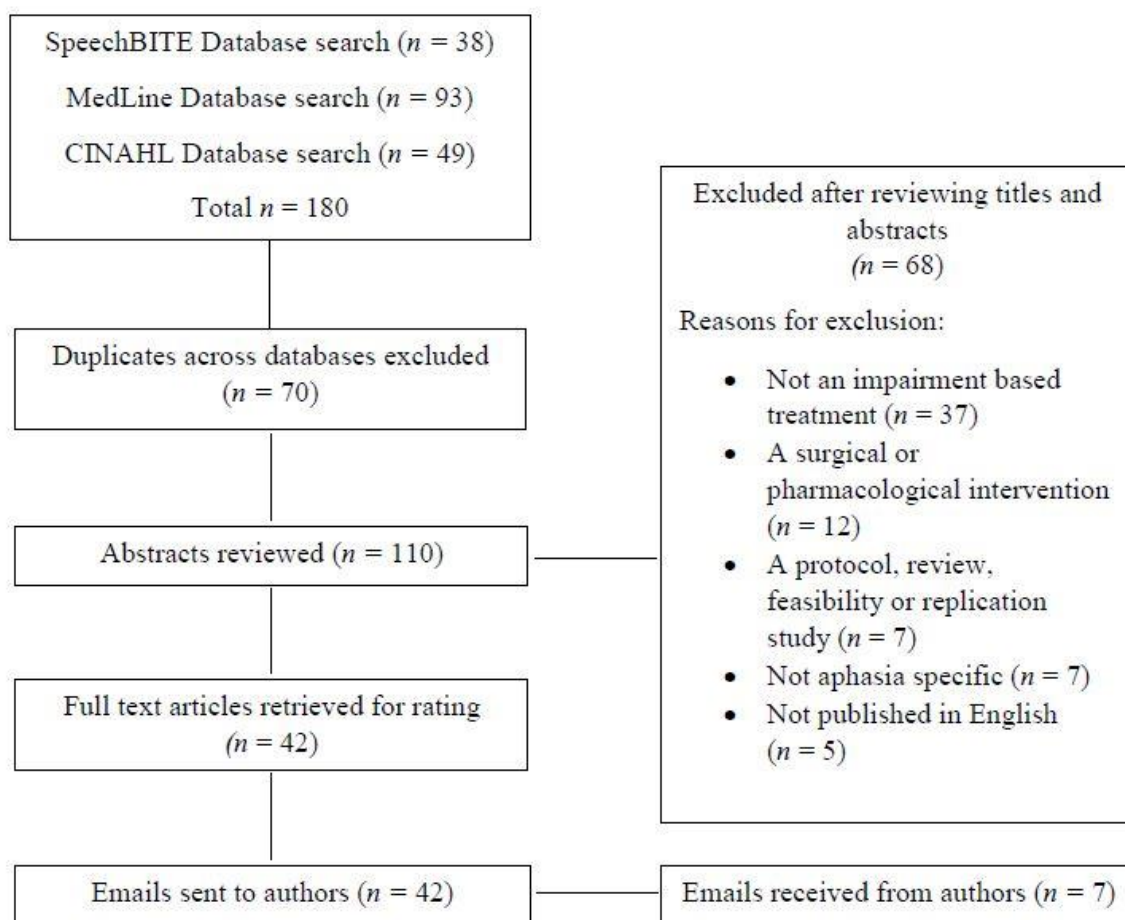 SpeechBITE Database search (n = 38)
MedLine Database search (n = 93)
CINAHL Database search (n = 49)
Total n = 180
Duplicates across databases excluded
(n = 70)
Abstracts reviewed (n = 110)
Excluded after reviewing titles and
abstracts
(n = 68)
Reasons for exclusion:
• Not an impairment based
treatment (n = 37)
• A surgical or
pharmacological intervention
(n = 12)
• A protocol, review,
feasibility or replication
study (n = 7)
• Not aphasia specific (n = 7)
• Not published in English
(n = 5)
Full text articles retrieved for rating
(n = 42)
Emails sent to authors (n = 42)
Emails received from authors (n = 7)